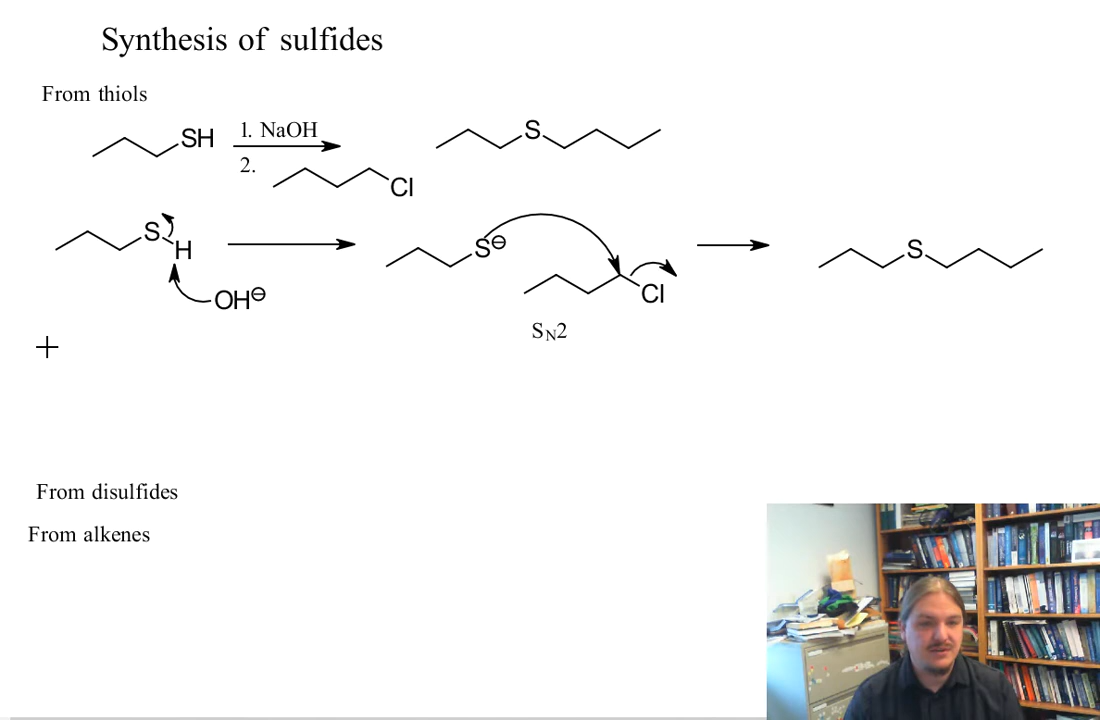 Synthesis of sulfides
From thiols
SH
1. NaOH
2.
Cl
S
S
H
OH⊖
S⊖
Cl
S
SN2
+
From disulfides
From alkenes